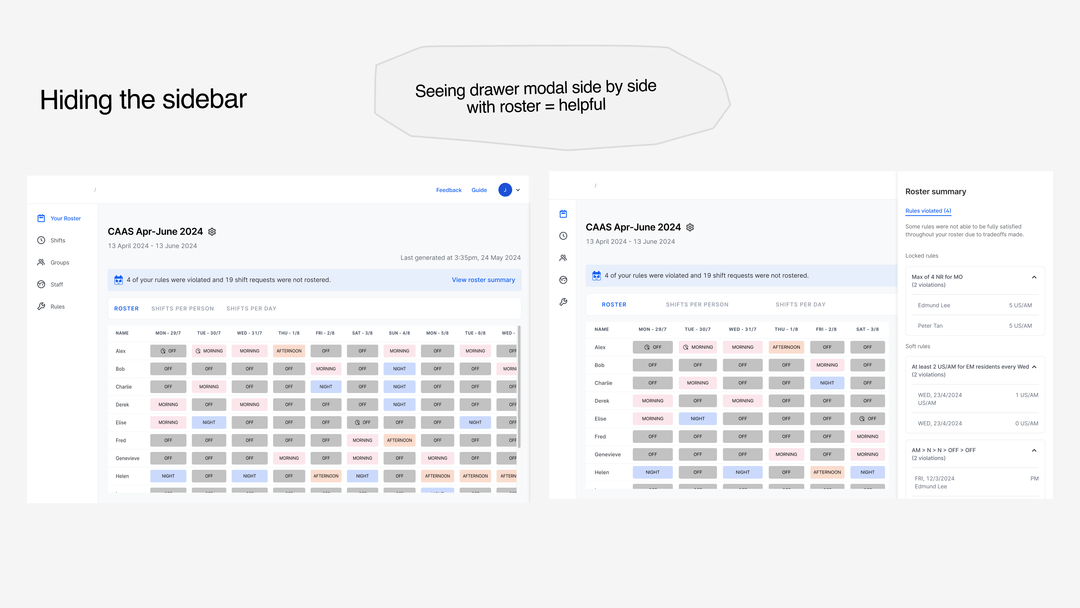 Hiding the sidebar
Seeing drawer modal side by side
with roster = helpful
/
Feedback Guide J
Your Roster
Shifts
Groups
Staff
Rules
CAAS Apr-June 2024
13 April 2024 - 13 June 2024
Last generated at 3:35pm, 24 May 2024
4 of your rules were violated and 19 shift requests were not rostered. View roster summary
ROSTER SHIFTS PER PERSON SHIFTS PER DAY
NAME MON - 29/7 TUE - 30/7 WED - 31/7 THU - 1/8 FRI - 2/8 SAT - 3/8 SUN - 4/8 MON - 5/8 TUE - 6/8 WED -
Alex OFF MORNING MORNING AFTERNOON OFF OFF MORNING OFF MORNING OFF
Bob OFF OFF OFF OFF MORNING OFF NIGHT OFF OFF MORNI
Charlie OFF MORNING OFF OFF NIGHT OFF NIGHT OFF OFF OFF
Derek MORNING OFF MORNING OFF OFF OFF NIGHT OFF OFF OFF
Elise MORNING NIGHT OFF OFF OFF OFF OFF OFF NIGHT OFF
Fred OFF OFF OFF OFF OFF MORNING AFTERNOON OFF OFF OFF
Genevieve OFF OFF OFF MORNING OFF MORNING OFF MORNING OFF OFF
Helen NIGHT OFF NIGHT OFF AFTERNOON NIGHT OFF AFTERNOON AFTERNOON AFTERN
/
CAAS Apr-June 2024
13 April 2024 - 13 June 2024
4 of your rules were violated and 19 shift requests were not rostered.
ROSTER SHIFTS PER PERSON SHIFTS PER DAY
NAME MON - 29/7 TUE - 30/7 WED - 31/7 THU - 1/8 FRI - 2/8 SAT - 3/8
Alex OFF MORNING MORNING AFTERNOON OFF OFF
Bob OFF OFF OFF OFF MORNING OFF
Charlie OFF MORNING OFF OFF NIGHT OFF
Derek MORNING OFF MORNING OFF OFF OFF
Elise MORNING NIGHT OFF OFF OFF OFF
Fred OFF OFF OFF OFF OFF MORNING
Genevieve OFF OFF OFF MORNING OFF MORNING
Helen NIGHT OFF NIGHT OFF AFTERNOON NIGHT
Roster summary
Rules violated (4)
Some rules were not able to be fully satisfied
throughout your roster due to tradeoffs made.
Locked rules
Max of 4 NR for MO
(2 violations)
Edmund Lee 5 US/AM
Peter Tan 5 US/AM
Soft rules
At least 2 US/AM for EM residents every Wed
(2 violations)
WED, 23/4/2024 1 US/AM
US/AM
WED, 23/4/2024 0 US/AM
AM > N > N > OFF > OFF
(2 violations)
FRI, 12/3/2024 PM
Edmund Lee